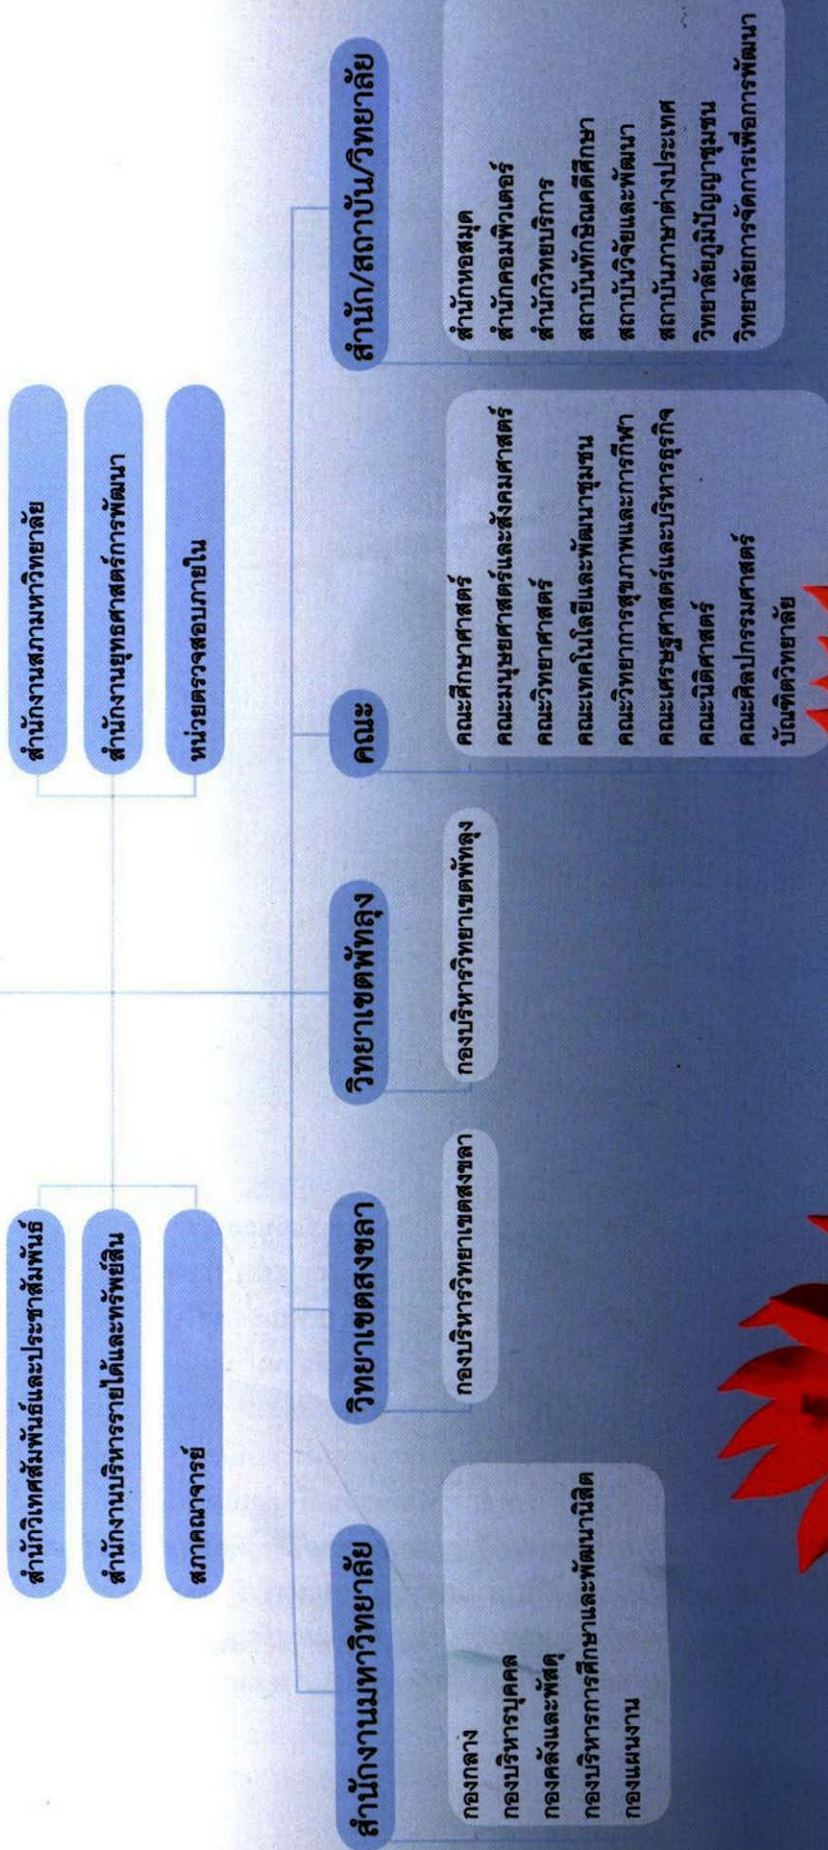 สำนักวิเทศสัมพันธ์และประชาสัมพันธ์
สำนักงานบริหารรายได้และทรัพย์สิน
สภาคณาจารย์
สำนักงานสภามหาวิทยาลัย
สำนักงานยุทธศาสตร์การพัฒนา
หน่วยตรวจสอบภายใน
สำนักงานมหาวิทยาลัย
กองกลาง
กองบริหารบุคคล
กองคลังและพัสดุ
กองบริหารการศึกษาและพัฒนานิสิต
กองแผนงาน
วิทยาเขตสงขลา
กองบริหารวิทยาเขตสงขลา
วิทยาเขตพัทลุง
กองบริหารวิทยาเขตพัทลุง
คณะ
คณะศึกษาศาสตร์
คณะมนุษยศาสตร์และสังคมศาสตร์
คณะวิทยาศาสตร์
คณะเทคโนโลยีและพัฒนาชุมชน
คณะวิทยาการสุขภาพและการกีฬา
คณะเศรษฐศาสตร์และบริหารธุรกิจ
คณะนิติศาสตร์
คณะศิลปกรรมศาสตร์
บัณฑิตวิทยาลัย
สำนัก/สถาบัน/วิทยาลัย
สำนักหอสมุด
สำนักคอมพิวเตอร์
สำนักวิทยบริการ
สถาบันทักษิณคดีศึกษา
สถาบันวิจัยและพัฒนา
สถาบันภาษาต่างประเทศ
วิทยาลัยภูมิปัญญาชุมชน
วิทยาลัยการจัดการเพื่อการพัฒนา